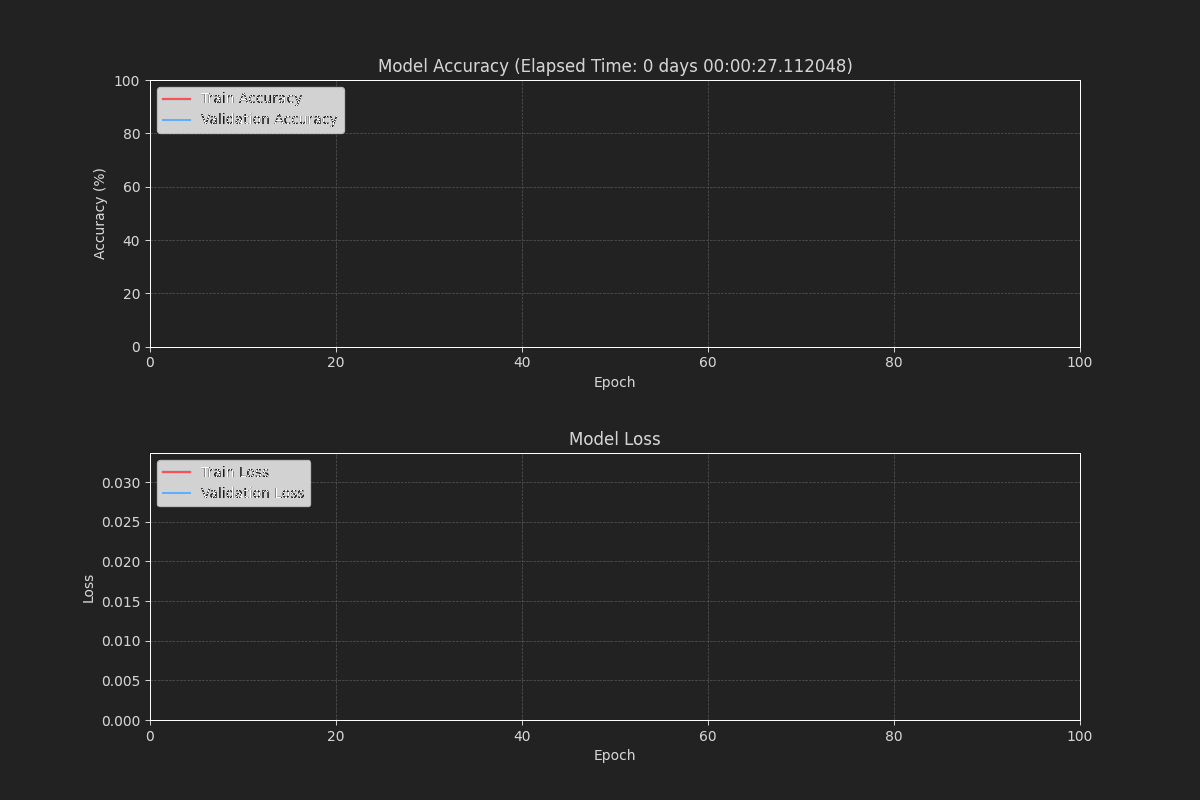 Model Accuracy (Elapsed Time: 0 days 00:00:27.112048)
100
80
60
40
20
0
Accuracy (%)
Train Accuracy
Validation Accuracy
0 20 40 60 80 100
Epoch
Model Loss
0.030
0.025
0.020
0.015
0.010
0.005
0.000
Loss
Train Loss
Validation Loss
0 20 40 60 80 100
Epoch